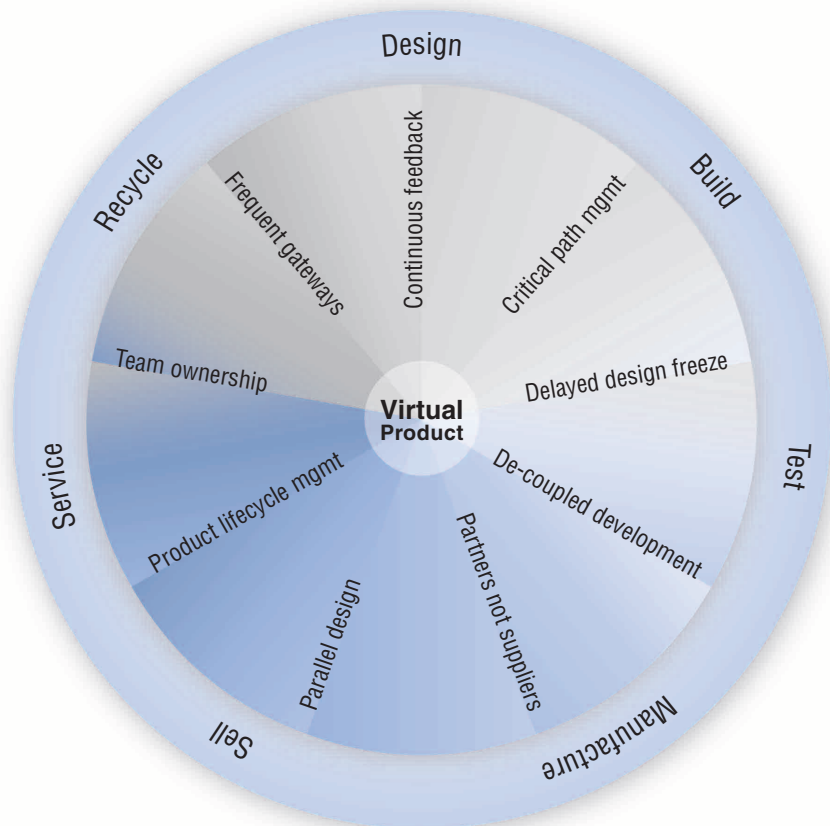 Design
Build
Test
Manufacture
Sell
Service
Recycle
Continuous feedback
Critical path mgmt
Delayed design freeze
De-coupled development
Partners not suppliers
Parallel design
Product lifecycle mgmt
Team ownership
Frequent gateways
Virtual
Product